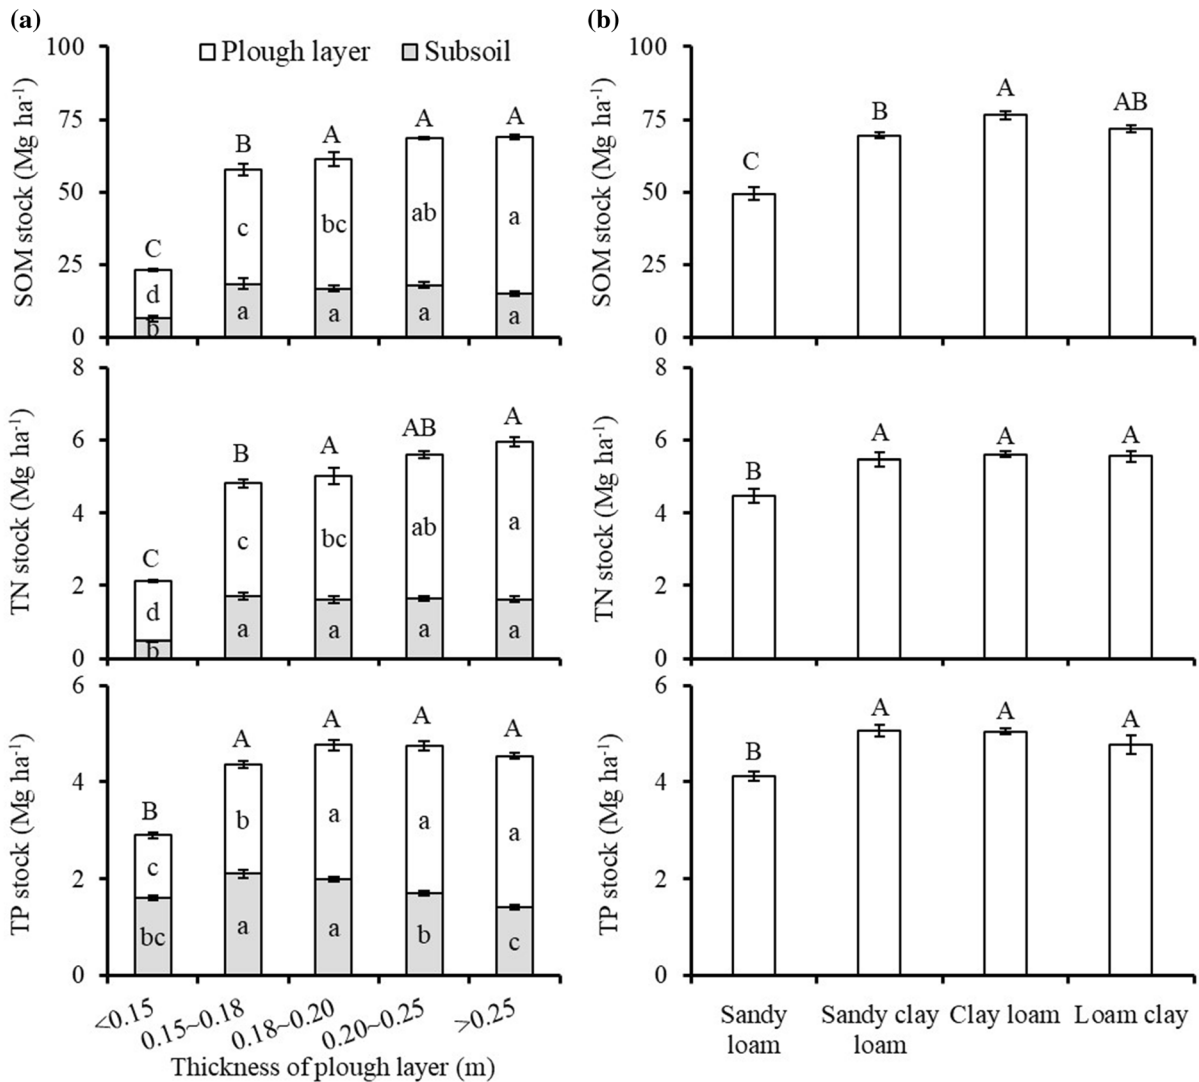 (a)
Plough layer Subsoil
SOM stock (Mg ha-1)
100
75
50
25
0
C B A A A
d c bc ab a
b a a a a
TN stock (Mg ha-1)
8
6
4
2
0
C B A AB A
d c bc ab a
b a a a a
TP stock (Mg ha-1)
6
4
2
0
B A A A A
c b a a a
bc a a b c
<0.15 0.15~0.18 0.18~0.20 0.20~0.25 >0.25
Thickness of plough layer (m)
(b)
SOM stock (Mg ha-1)
100
75
50
25
0
C B A AB
TN stock (Mg ha-1)
8
6
4
2
0
B A A A
TP stock (Mg ha-1)
6
4
2
0
B A A A
Sandy loam
Sandy clay loam
Clay loam
Loam clay